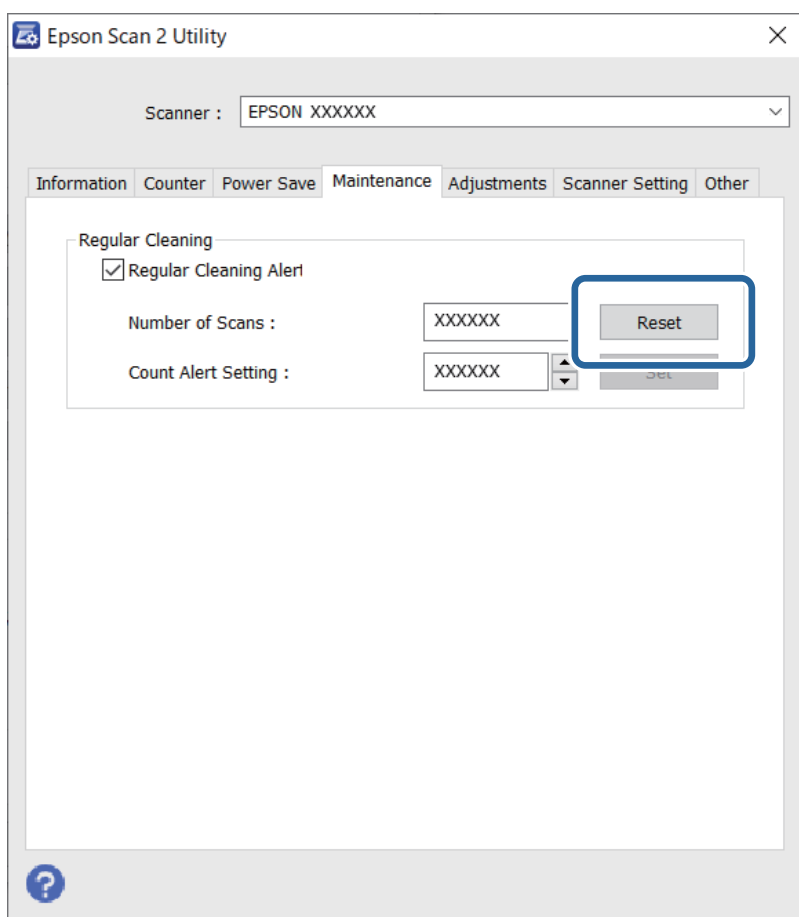 Epson Scan 2 Utility
Scanner : EPSON XXXXXX
Information Counter Power Save Maintenance Adjustments Scanner Setting Other
Regular Cleaning
Regular Cleaning Alert
Number of Scans : XXXXXX Reset
Count Alert Setting : XXXXXX Set
?